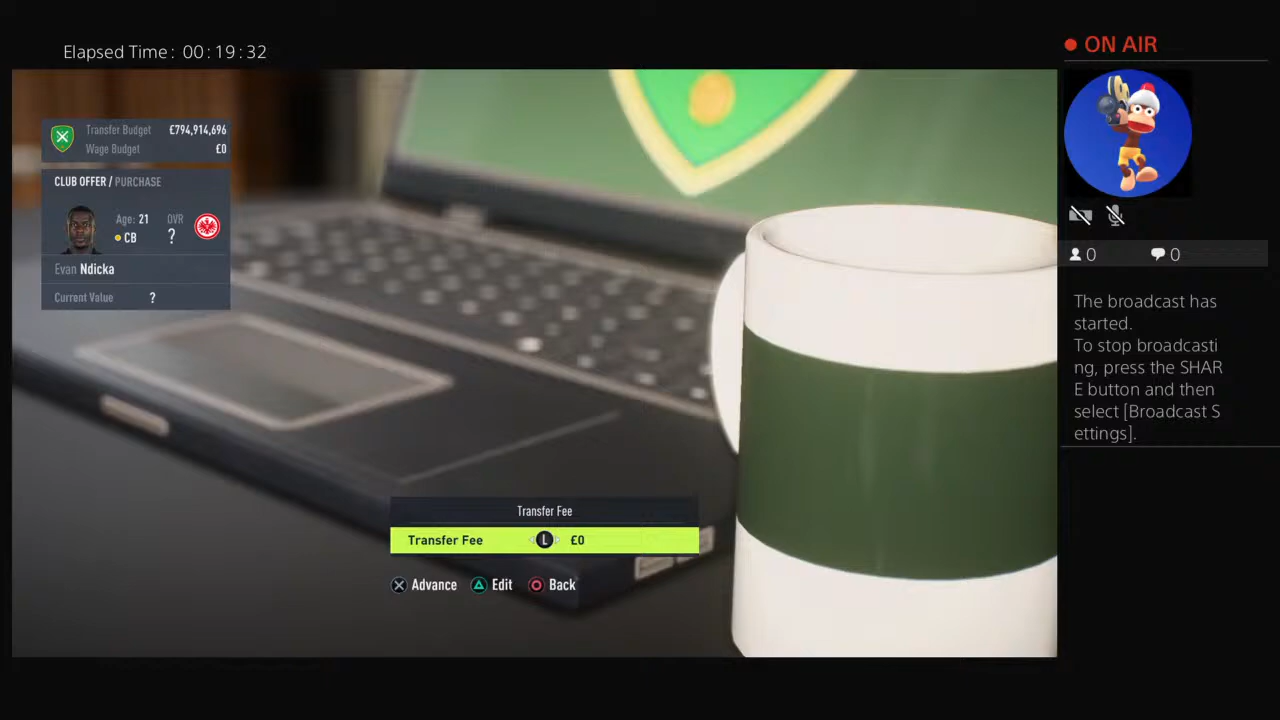 Elapsed Time: 00:19:32
ON AIR
Transfer Budget £794,914,696
Wage Budget £0
CLUB OFFER / PURCHASE
Age: 21 OVR
CB ?
Evan Ndicka
Current Value ?
0 0
The broadcast has
started.
To stop broadcasti
ng, press the SHAR
E button and then
select [Broadcast S
ettings].
Transfer Fee
Transfer Fee L £0
Advance Edit Back